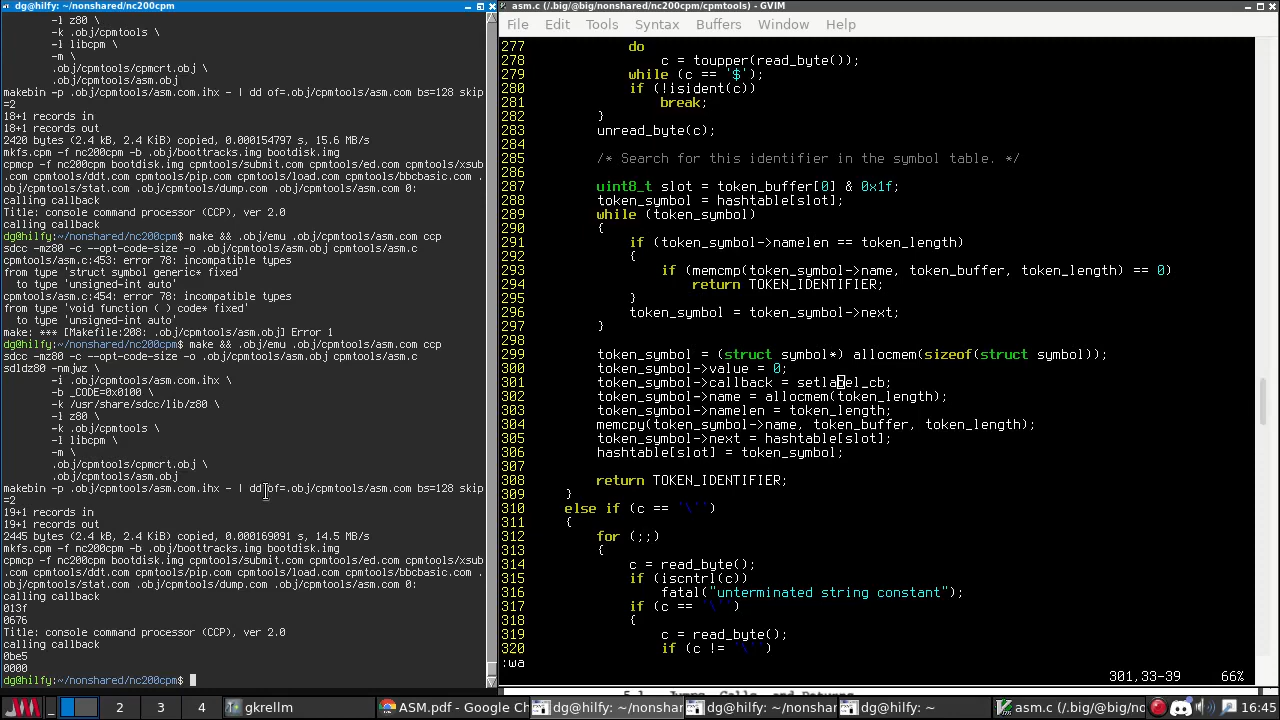 dg@hilfy: ~/nonshared/nc200cpm
-l z80 \
-k .obj/cpmtools \
-l libcpm \
-m \
.obj/cpmtools/cpmcrt.obj \
.obj/cpmtools/asm.obj
makebin -p .obj/cpmtools/asm.com.ihx - | dd of=.obj/cpmtools/asm.com bs=128 skip
=2
18+1 records in
18+1 records out
2420 bytes (2.4 kB, 2.4 KiB) copied, 0.000154797 s, 15.6 MB/s
mkfs.cpm -f nc200cpm -b .obj/boottracks.img bootdisk.img
cpmcp -f nc200cpm bootdisk.img cpmtools/submit.com cpmtools/ed.com cpmtools/xsub
.com cpmtools/ddt.com cpmtools/pip.com cpmtools/load.com cpmtools/bbcbasic.com .
obj/cpmtools/stat.com .obj/cpmtools/dump.com .obj/cpmtools/asm.com 0:
calling callback
Title: console command processor (CCP), ver 2.0
calling callback
dg@hilfy:~/nonshared/nc200cpm$ make && .obj/emu .obj/cpmtools/asm.com ccp
sdcc -mz80 -c --opt-code-size -o .obj/cpmtools/asm.obj cpmtools/asm.c
cpmtools/asm.c:453: error 78: incompatible types
from type 'struct symbol generic* fixed'
to type 'unsigned-int auto'
cpmtools/asm.c:454: error 78: incompatible types
from type 'void function ( ) code* fixed'
to type 'unsigned-int auto'
make: *** [Makefile:208: .obj/cpmtools/asm.obj] Error 1
dg@hilfy:~/nonshared/nc200cpm$ make && .obj/emu .obj/cpmtools/asm.com ccp
sdcc -mz80 -c --opt-code-size -o .obj/cpmtools/asm.obj cpmtools/asm.c
sdldz80 -nmjwz \
-i .obj/cpmtools/asm.com.ihx \
-b _CODE=0x0100 \
-k /usr/share/sdcc/lib/z80 \
-l z80 \
-k .obj/cpmtools \
-l libcpm \
-m \
.obj/cpmtools/cpmcrt.obj \
.obj/cpmtools/asm.obj
makebin -p .obj/cpmtools/asm.com.ihx - | dd of=.obj/cpmtools/asm.com bs=128 skip
=2
19+1 records in
19+1 records out
2445 bytes (2.4 kB, 2.4 KiB) copied, 0.000169091 s, 14.5 MB/s
mkfs.cpm -f nc200cpm -b .obj/boottracks.img bootdisk.img
cpmcp -f nc200cpm bootdisk.img cpmtools/submit.com cpmtools/ed.com cpmtools/xsub
.com cpmtools/ddt.com cpmtools/pip.com cpmtools/load.com cpmtools/bbcbasic.com .
obj/cpmtools/stat.com .obj/cpmtools/dump.com .obj/cpmtools/asm.com 0:
calling callback
013f
0676
Title: console command processor (CCP), ver 2.0
calling callback
0be5
0000
dg@hilfy:~/nonshared/nc200cpm$
asm.c (/.big/@big/nonshared/nc200cpm/cpmtools) - GVIM
File Edit Tools Syntax Buffers Window Help
277 do
278 c = toupper(read_byte());
279 while (c == '$');
280 if (!isident(c))
281 break;
282 }
283 unread_byte(c);
284
285 /* Search for this identifier in the symbol table. */
286
287 uint8_t slot = token_buffer[0] & 0x1f;
288 token_symbol = hashtable[slot];
289 while (token_symbol)
290 {
291 if (token_symbol->namelen == token_length)
292 {
293 if (memcmp(token_symbol->name, token_buffer, token_length) == 0)
294 return TOKEN_IDENTIFIER;
295 }
296 token_symbol = token_symbol->next;
297 }
298
299 token_symbol = (struct symbol*) allocmem(sizeof(struct symbol));
300 token_symbol->value = 0;
301 token_symbol->callback = setlabel_cb;
302 token_symbol->name = allocmem(token_length);
303 token_symbol->namelen = token_length;
304 memcpy(token_symbol->name, token_buffer, token_length);
305 token_symbol->next = hashtable[slot];
306 hashtable[slot] = token_symbol;
307
308 return TOKEN_IDENTIFIER;
309 }
310 else if (c == '\'')
311 {
312 for (;;)
313 {
314 c = read_byte();
315 if (iscntrl(c))
316 fatal("unterminated string constant");
317 if (c == '\'')
318 {
319 c = read_byte();
320 if (c != '\'')
:wa 301,33-39 66%
2 3 4 gkrellm ASM.pdf - Google Ch dg@hilfy: ~/nonshar dg@hilfy: ~/nonshar dg@hilfy: ~ asm.c (/.big/@big/n 16:45